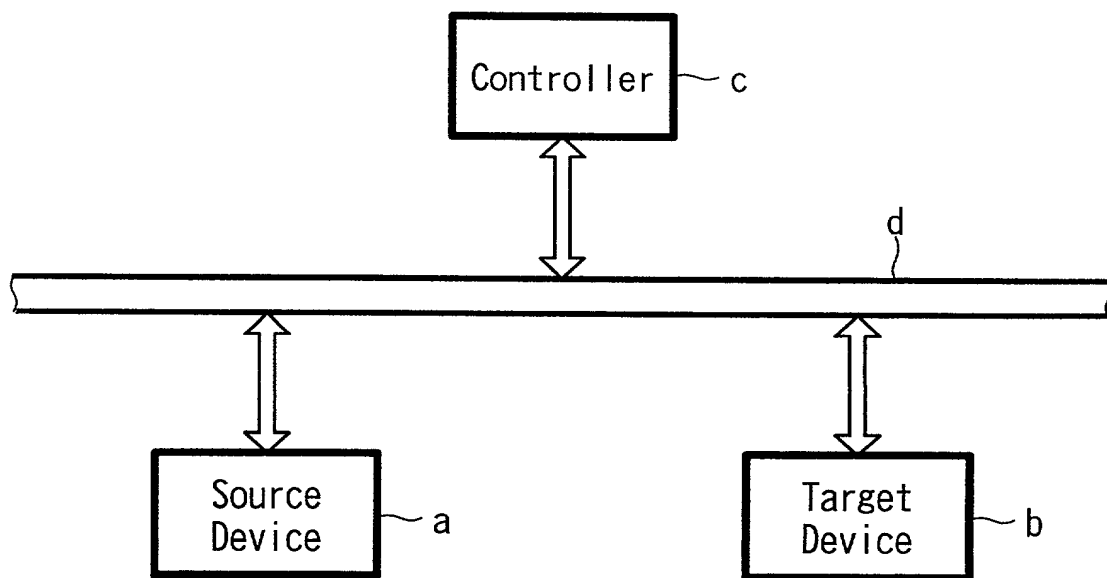 Controller
c
d
Source
Device
a
Target
Device
b